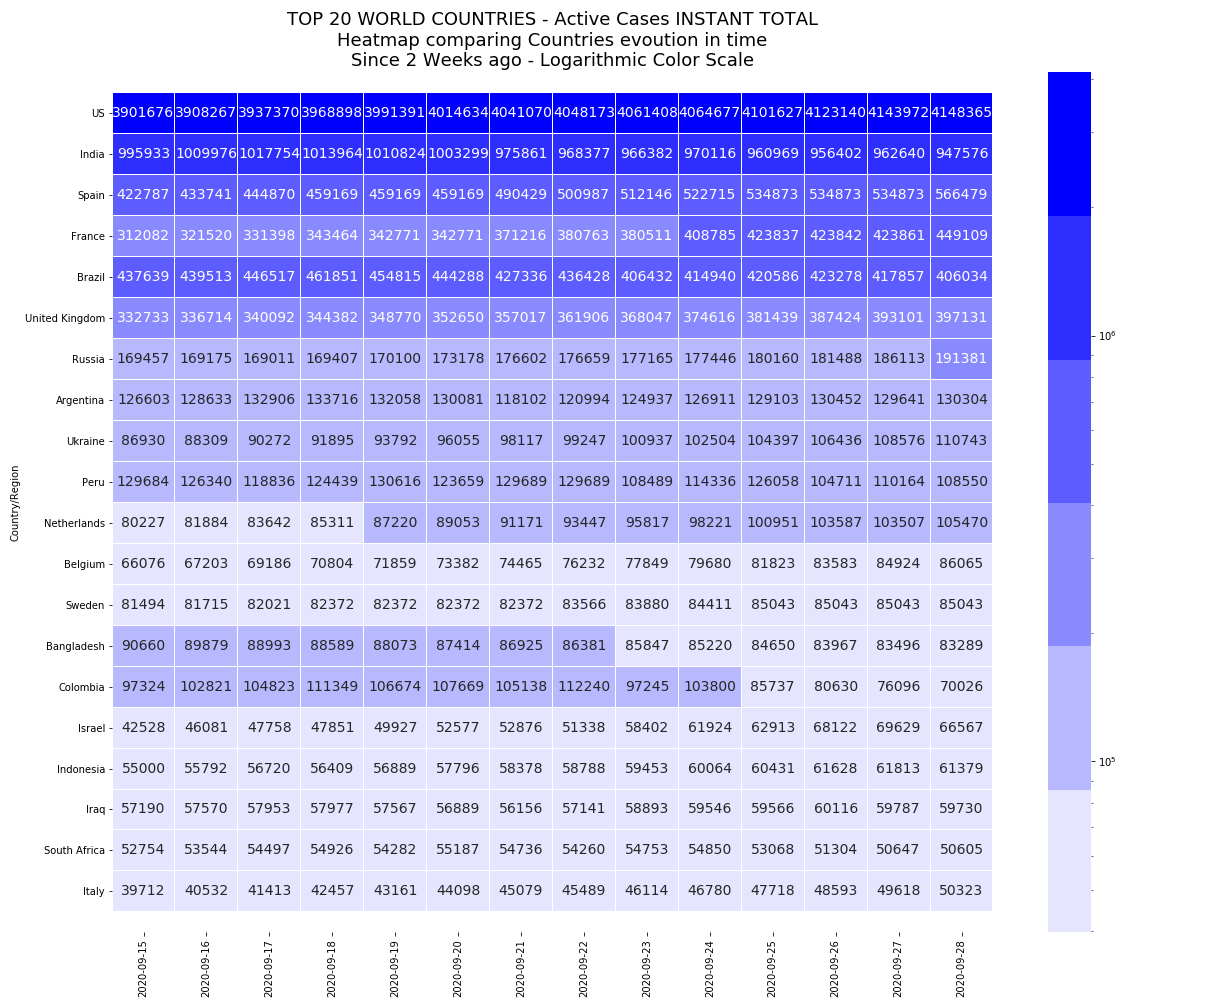 TOP 20 WORLD COUNTRIES - Active Cases INSTANT TOTAL
Heatmap comparing Countries evoution in time
Since 2 Weeks ago - Logarithmic Color Scale
US 3901676 3908267 3937370 3968898 3991391 4014634 4041070 4048173 4061408 4064677 4101627 4123140 4143972 4148365
India 995933 1009976 1017754 1013964 1010824 1003299 975861 968377 966382 970116 960969 956402 962640 947576
Spain 422787 433741 444870 459169 459169 459169 490429 500987 512146 522715 534873 534873 534873 566479
France 312082 321520 331398 343464 342771 342771 371216 380763 380511 408785 423837 423842 423861 449109
Brazil 437639 439513 446517 461851 454815 444288 427336 436428 406432 414940 420586 423278 417857 406034
United Kingdom 332733 336714 340092 344382 348770 352650 357017 361906 368047 374616 381439 387424 393101 397131
10⁶
Russia 169457 169175 169011 169407 170100 173178 176602 176659 177165 177446 180160 181488 186113 191381
Argentina 126603 128633 132906 133716 132058 130081 118102 120994 124937 126911 129103 130452 129641 130304
Ukraine 86930 88309 90272 91895 93792 96055 98117 99247 100937 102504 104397 106436 108576 110743
Peru 129684 126340 118836 124439 130616 123659 129689 129689 108489 114336 126058 104711 110164 108550
Country/Region
Netherlands 80227 81884 83642 85311 87220 89053 91171 93447 95817 98221 100951 103587 103507 105470
Belgium 66076 67203 69186 70804 71859 73382 74465 76232 77849 79680 81823 83583 84924 86065
Sweden 81494 81715 82021 82372 82372 82372 82372 83566 83880 84411 85043 85043 85043 85043
Bangladesh 90660 89879 88993 88589 88073 87414 86925 86381 85847 85220 84650 83967 83496 83289
Colombia 97324 102821 104823 111349 106674 107669 105138 112240 97245 103800 85737 80630 76096 70026
Israel 42528 46081 47758 47851 49927 52577 52876 51338 58402 61924 62913 68122 69629 66567
10⁵
Indonesia 55000 55792 56720 56409 56889 57796 58378 58788 59453 60064 60431 61628 61813 61379
Iraq 57190 57570 57953 57977 57567 56889 56156 57141 58893 59546 59566 60116 59787 59730
South Africa 52754 53544 54497 54926 54282 55187 54736 54260 54753 54850 53068 51304 50647 50605
Italy 39712 40532 41413 42457 43161 44098 45079 45489 46114 46780 47718 48593 49618 50323
2020-09-15 2020-09-16 2020-09-17 2020-09-18 2020-09-19 2020-09-20 2020-09-21 2020-09-22 2020-09-23 2020-09-24 2020-09-25 2020-09-26 2020-09-27 2020-09-28